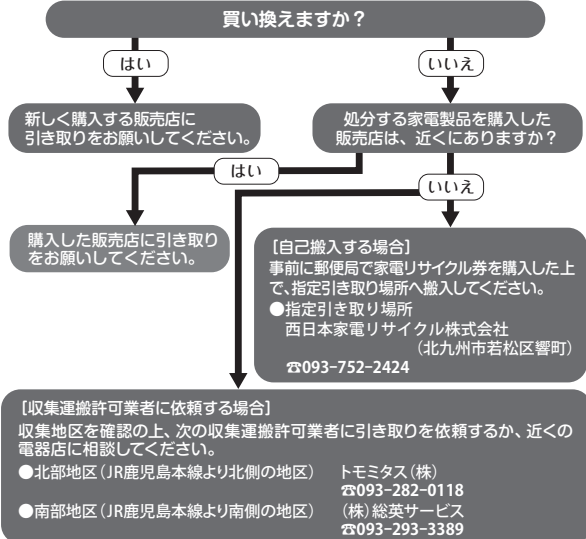 買い換えますか？
はい
いいえ
新しく購入する販売店に
引き取りをお願いしてください。
処分する家電製品を購入した
販売店は、近くにありますか？
はい
いいえ
購入した販売店に引き取り
をお願いしてください。
［自己搬入する場合］
事前に郵便局で家電リサイクル券を購入した上
で、指定引き取り場所へ搬入してください。
●指定引き取り場所
西日本家電リサイクル株式会社
（北九州市若松区響町）
☎093-752-2424
［収集運搬許可業者に依頼する場合］
収集地区を確認の上、次の収集運搬許可業者に引き取りを依頼するか、近くの
電器店に相談してください。
●北部地区（JR鹿児島本線より北側の地区） トモミタス（株）
☎093-282-0118
●南部地区（JR鹿児島本線より南側の地区） （株）総英サービス
☎093-293-3389